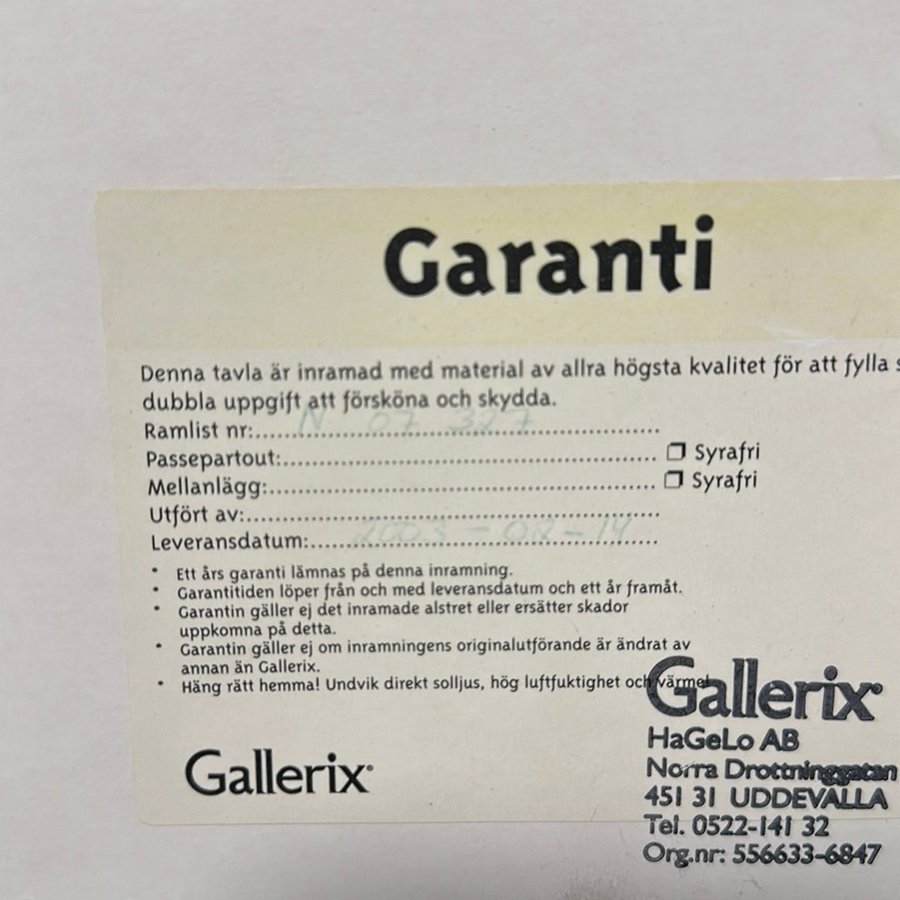 Garanti
Denna tavla är inramad med material av allra högsta kvalitet för att fylla s
dubbla uppgift att försköna och skydda.
Ramlist nr:.......N 07 327.......
Passepartout:....... ❐ Syrafri
Mellanlägg:....... ❐ Syrafri
Utfört av:.......
Leveransdatum:.......2003-02-14.......
* Ett års garanti lämnas på denna inramning.
* Garantitiden löper från och med leveransdatum och ett år framåt.
* Garantin gäller ej det inramade alstret eller ersätter skador
uppkomna på detta.
* Garantin gäller ej om inramningens originalutförande är ändrat av
annan än Gallerix.
* Häng rätt hemma! Undvik direkt solljus, hög luftfuktighet och värme!
Gallerix
Gallerix
HaGeLo AB
Norra Drottninggatan
451 31 UDDEVALLA
Tel. 0522-141 32
Org.nr: 556633-6847